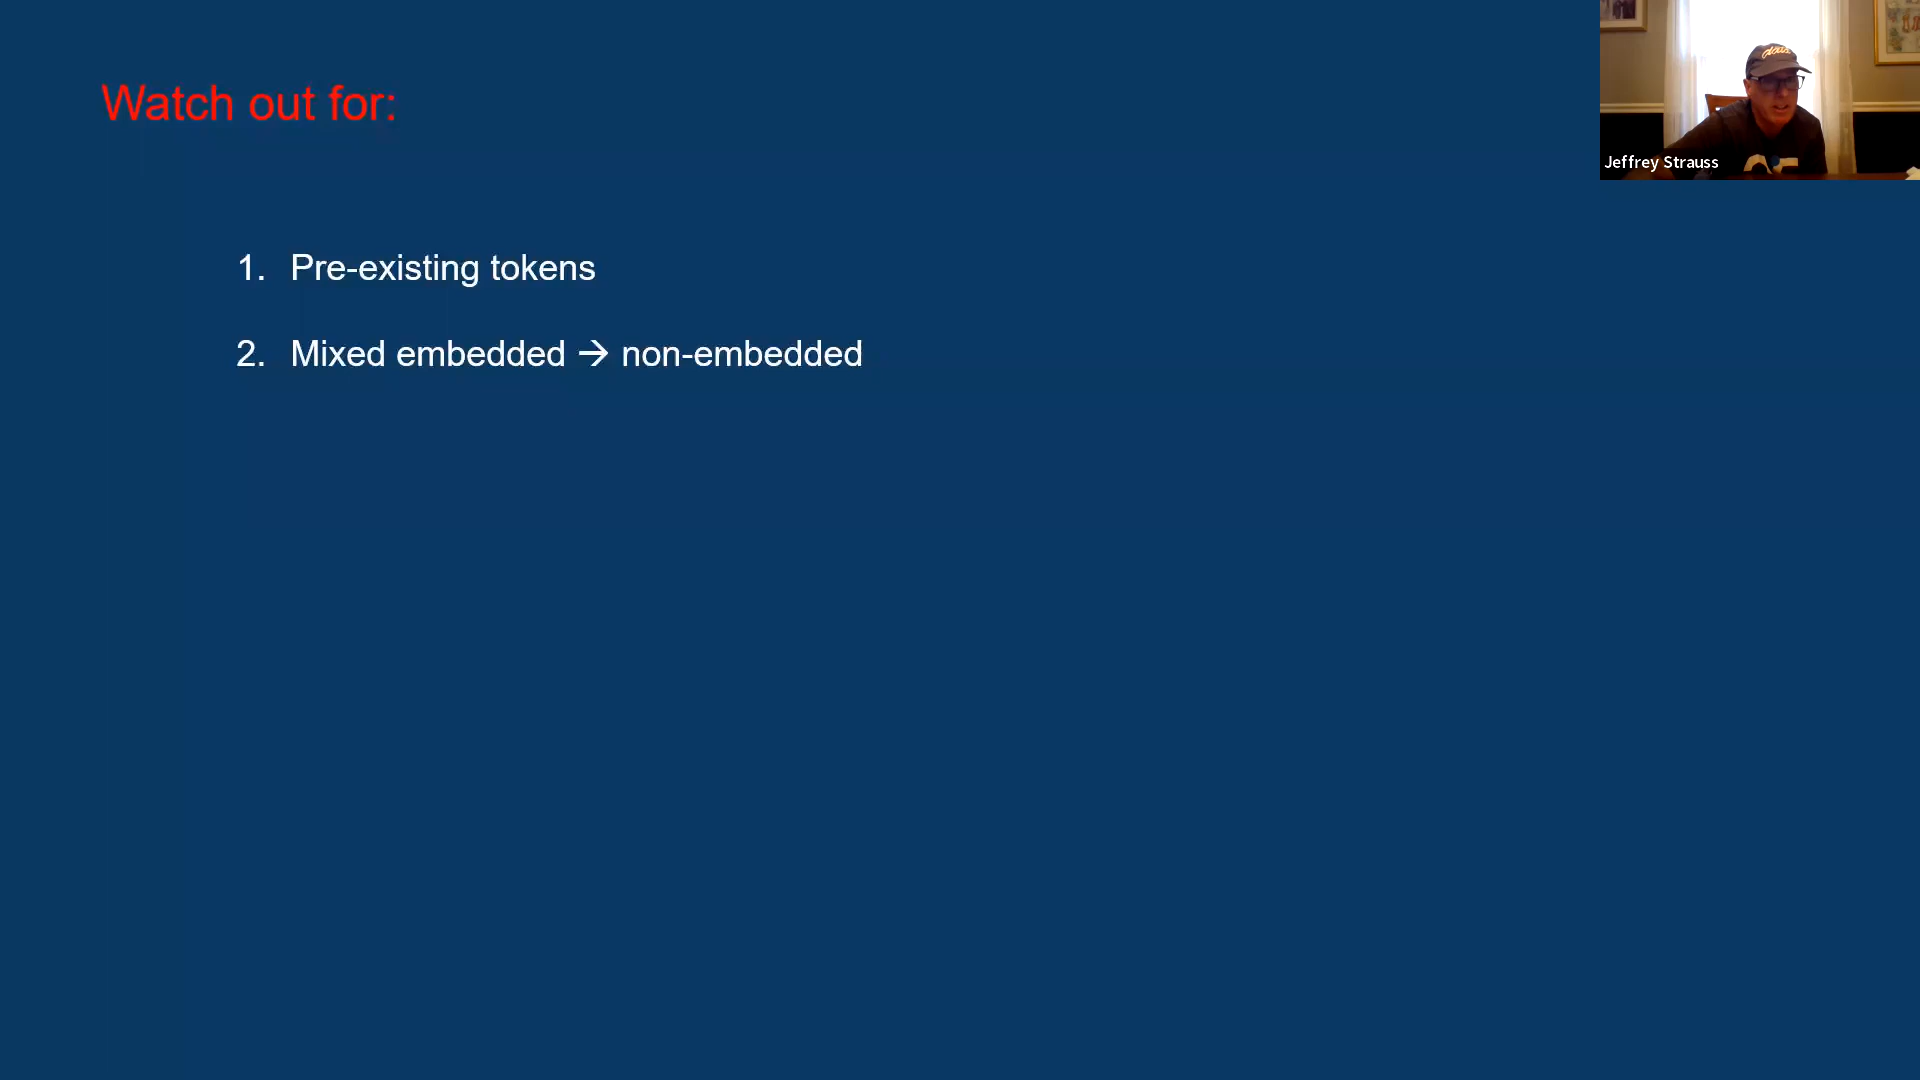 Watch out for:
Jeffrey Strauss
1. Pre-existing tokens
2. Mixed embedded → non-embedded